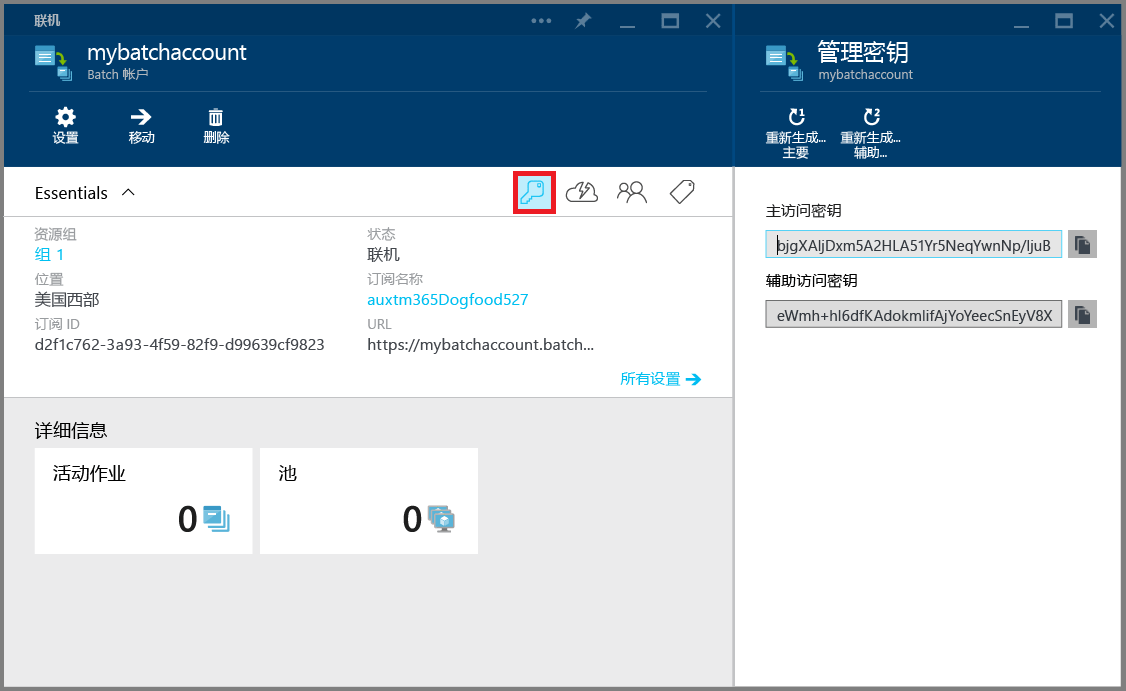 联机
mybatchaccount
Batch 帐户
设置
移动
删除
Essentials
资源组
组 1
位置
美国西部
订阅 ID
d2f1c762-3a93-4f59-82f9-d99639cf9823
状态
联机
订阅名称
auxtm365Dogfood527
URL
https://mybatchaccount.batch...
所有设置
详细信息
活动作业
0
池
0
管理密钥
mybatchaccount
1
重新生成...
主要
2
重新生成...
辅助...
主访问密钥
bjgXAljDxm5A2HLA51Yr5NeqYwnNp/ljuB
辅助访问密钥
eWmh+hl6dfKAdokmlifAjYoYeecSnEyV8X